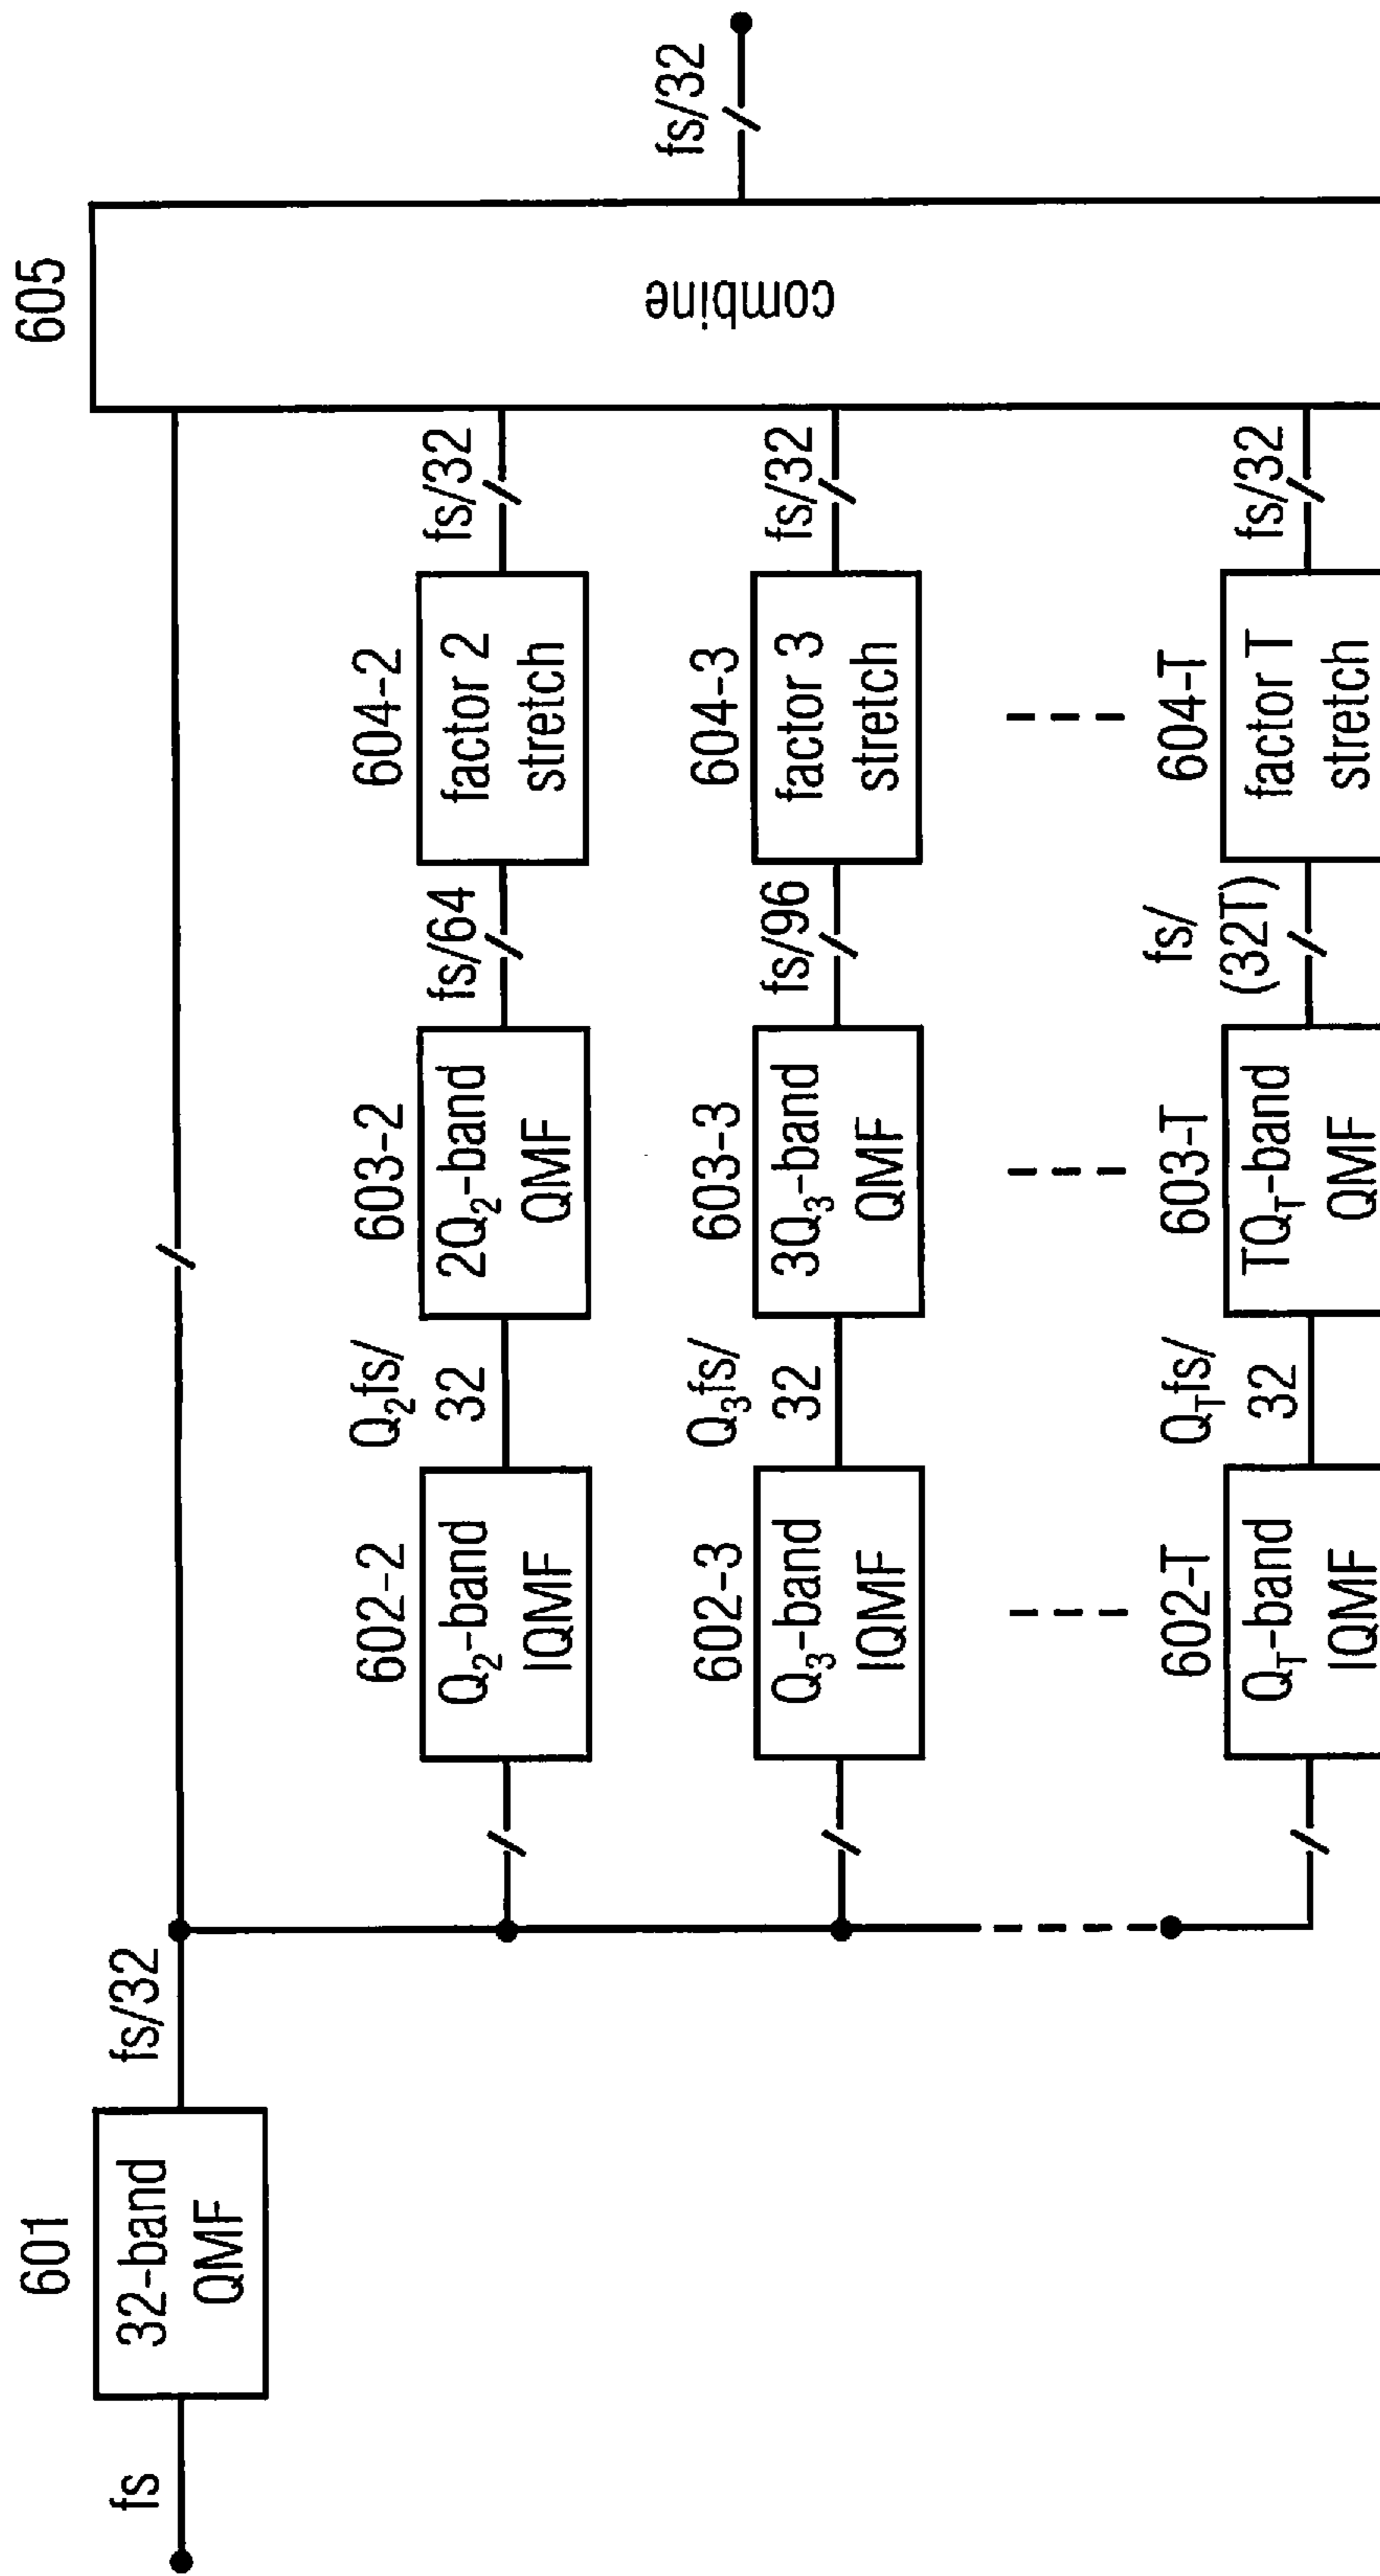 601
fs
32-band
QMF
fs/32
602-2
Q₂-band
IQMF
Q₂fs/
32
603-2
2Q₂-band
QMF
fs/64
604-2
factor 2
stretch
fs/32
602-3
Q₃-band
IQMF
Q₃fs/
32
603-3
3Q₃-band
QMF
fs/96
604-3
factor 3
stretch
fs/32
602-T
Q_T-band
IQMF
Q_Tfs/
32
603-T
TQ_T-band
QMF
fs/
(32T)
604-T
factor T
stretch
fs/32
605
combine
fs/32